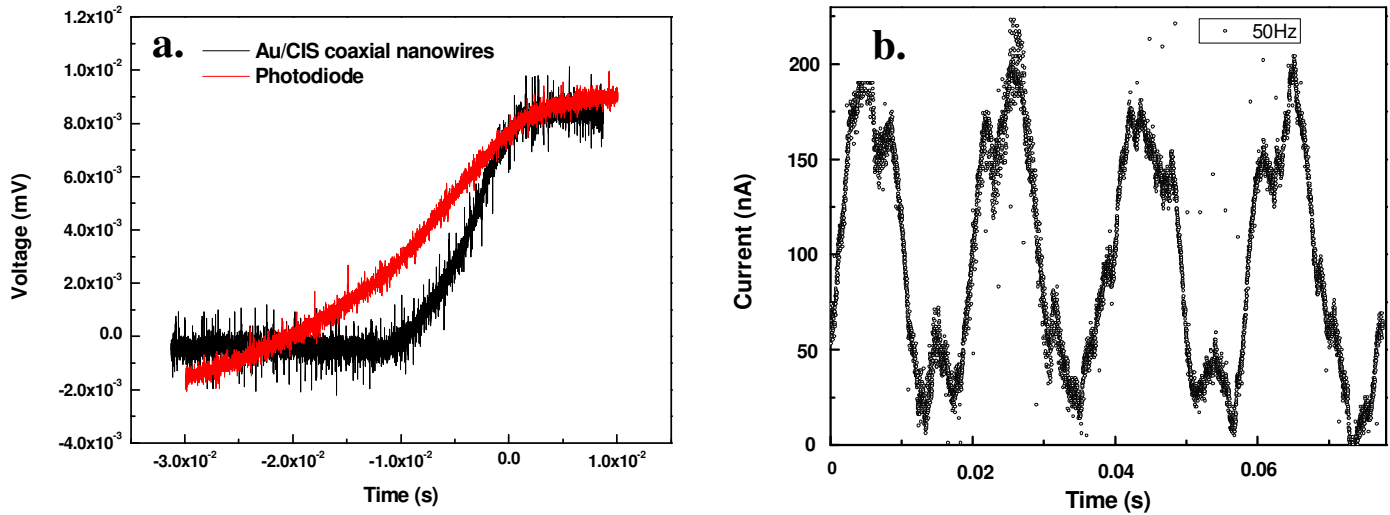 a.
Au/CIS coaxial nanowires
Photodiode
Voltage (mV)
1.2x10⁻²
1.0x10⁻²
8.0x10⁻³
6.0x10⁻³
4.0x10⁻³
2.0x10⁻³
0.0
-2.0x10⁻³
-4.0x10⁻³
-3.0x10⁻² -2.0x10⁻² -1.0x10⁻² 0.0 1.0x10⁻²
Time (s)
b.
50Hz
Current (nA)
200
150
100
50
0
0 0.02 0.04 0.06
Time (s)